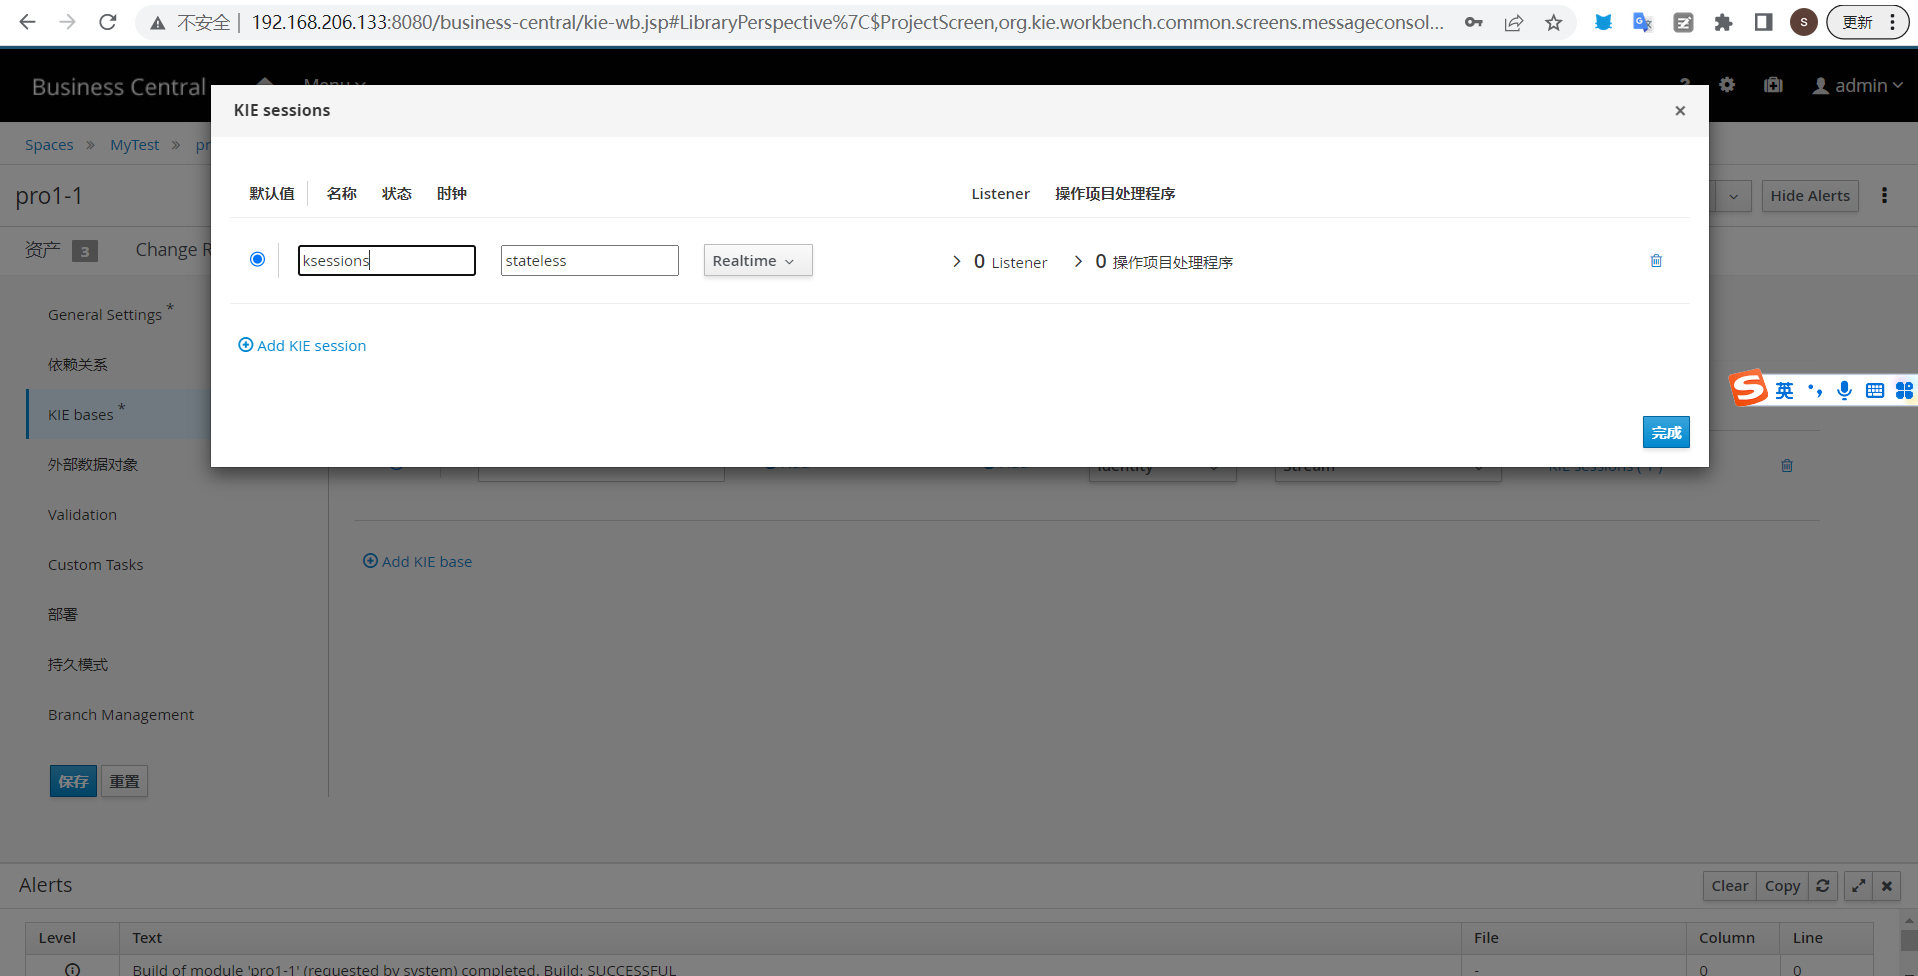 不安全 | 192.168.206.133:8080/business-central/kie-wb.jsp#LibraryPerspective%7C$ProjectScreen,org.kie.workbench.common.screens.messageconsol... S 更新
Business Central Menu ? admin
KIE sessions ×
Spaces » MyTest » pr
pro1-1 Hide Alerts
默认值 名称 状态 时钟 Listener 操作项目处理程序
资产 3 Change R
ksessions stateless Realtime > 0 Listener > 0 操作项目处理程序
General Settings *
Add KIE session
依赖关系
英
KIE bases *
完成
外部数据对象 Identity Stream KIE sessions ( 1 )
Validation
Add KIE base
Custom Tasks
部署
持久模式
Branch Management
保存 重置
Alerts Clear Copy
Level Text File Column Line
Build of module 'pro1-1' (requested by system) completed. Build: SUCCESSFUL - 0 0